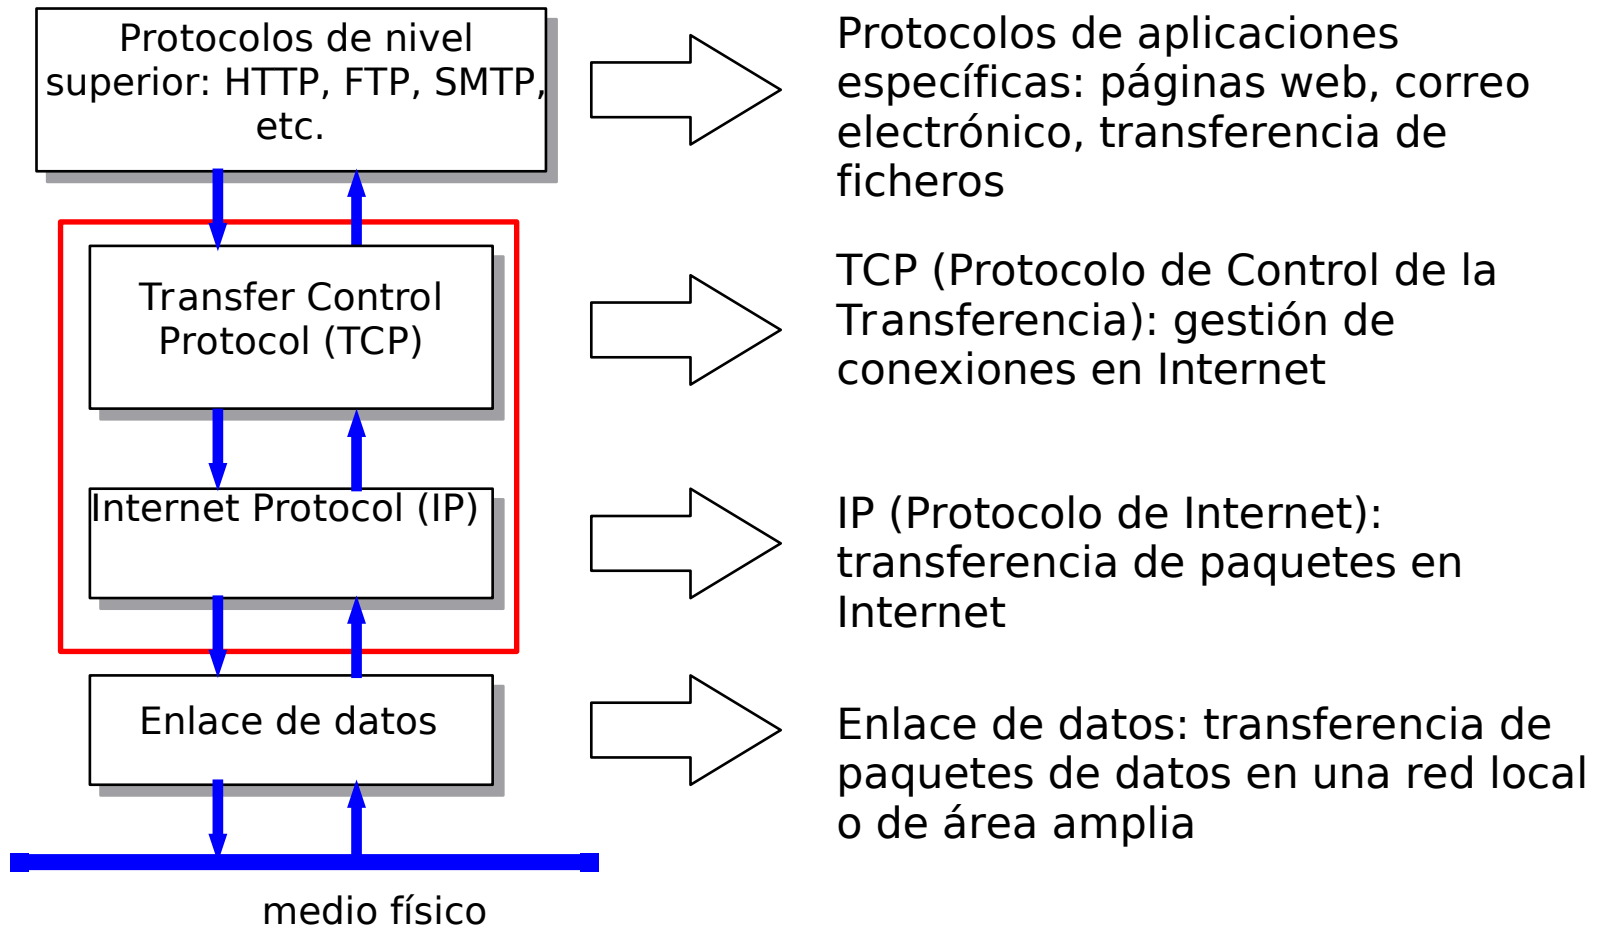 Protocolos de nivel
superior: HTTP, FTP, SMTP,
etc.
Protocolos de aplicaciones
específicas: páginas web, correo
electrónico, transferencia de
ficheros
Transfer Control
Protocol (TCP)
TCP (Protocolo de Control de la
Transferencia): gestión de
conexiones en Internet
Internet Protocol (IP)
IP (Protocolo de Internet):
transferencia de paquetes en
Internet
Enlace de datos
Enlace de datos: transferencia de
paquetes de datos en una red local
o de área amplia
medio físico